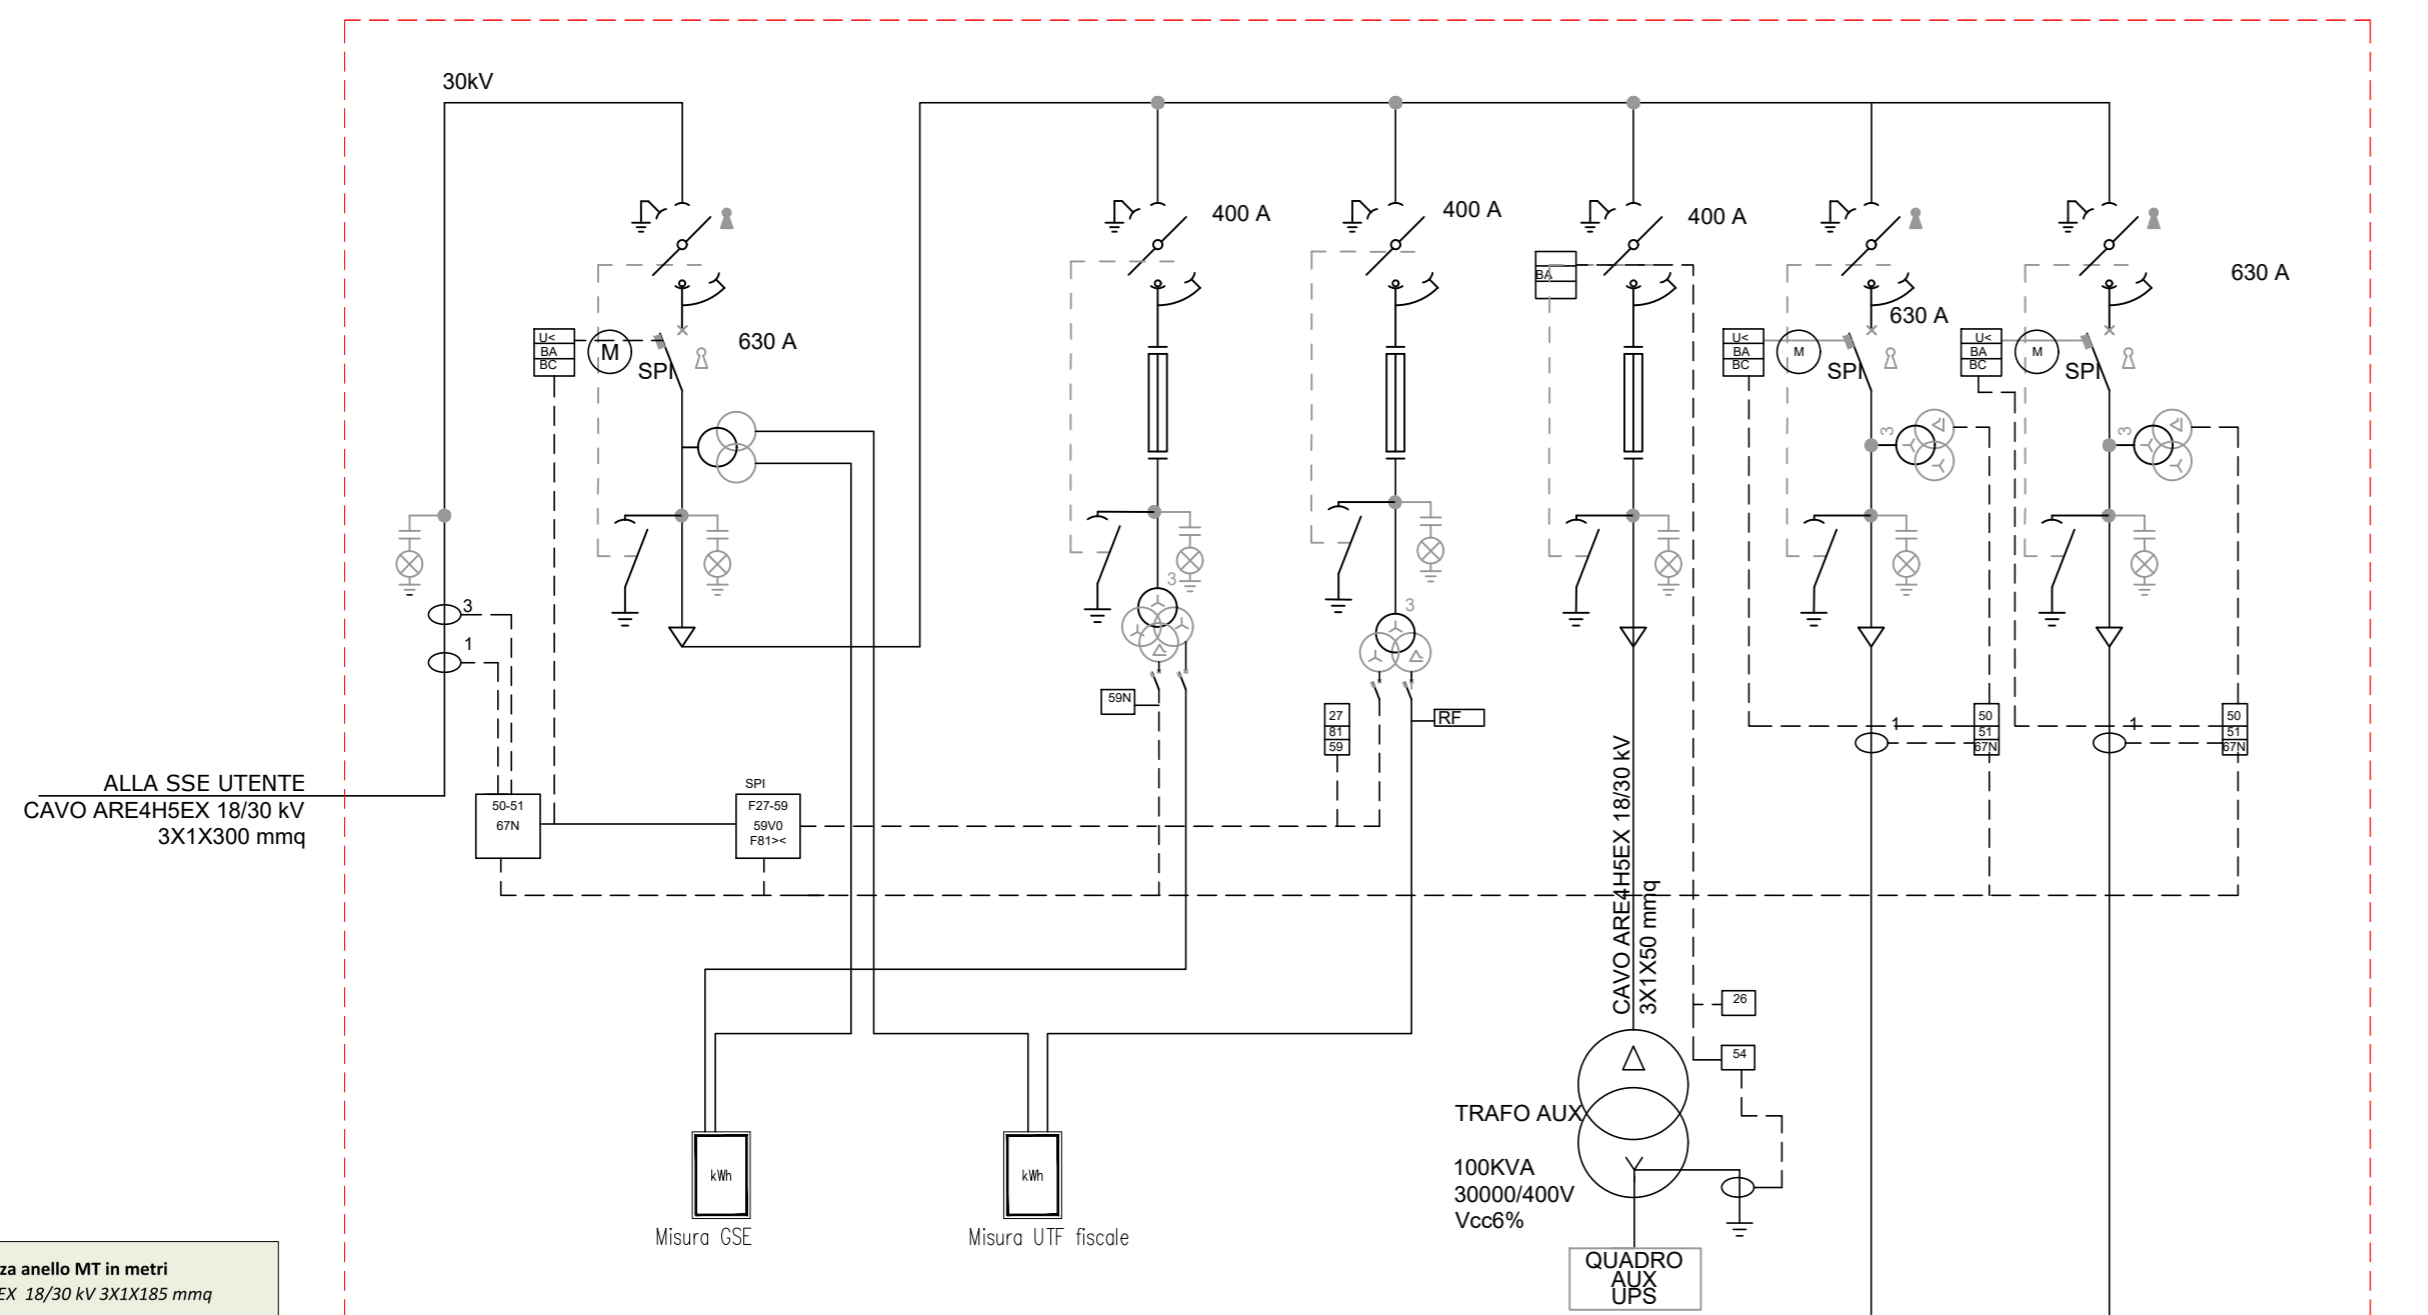 30kV
400 A
400 A
400 A
630 A
630 A
630 A
U<
BA
BC
M
SPI
BA
U<
BA
BC
M
SPI
U<
BA
BC
M
SPI
3
3
3
1
3
3
59N
27
81
59
RF
1
50
51
67N
1
50
51
67N
ALLA SSE UTENTE
CAVO ARE4H5EX 18/30 kV
3X1X300 mmq
50-51
67N
SPI
F27-59
59V0
F81><
CAVO ARE4H5EX 18/30 kV
3X1X50 mmq
26
54
TRAFO AUX
100KVA
30000/400V
Vcc6%
kWh
Misura GSE
kWh
Misura UTF fiscale
QUADRO
AUX
UPS
za anello MT in metri
EX 18/30 kV 3X1X185 mmq